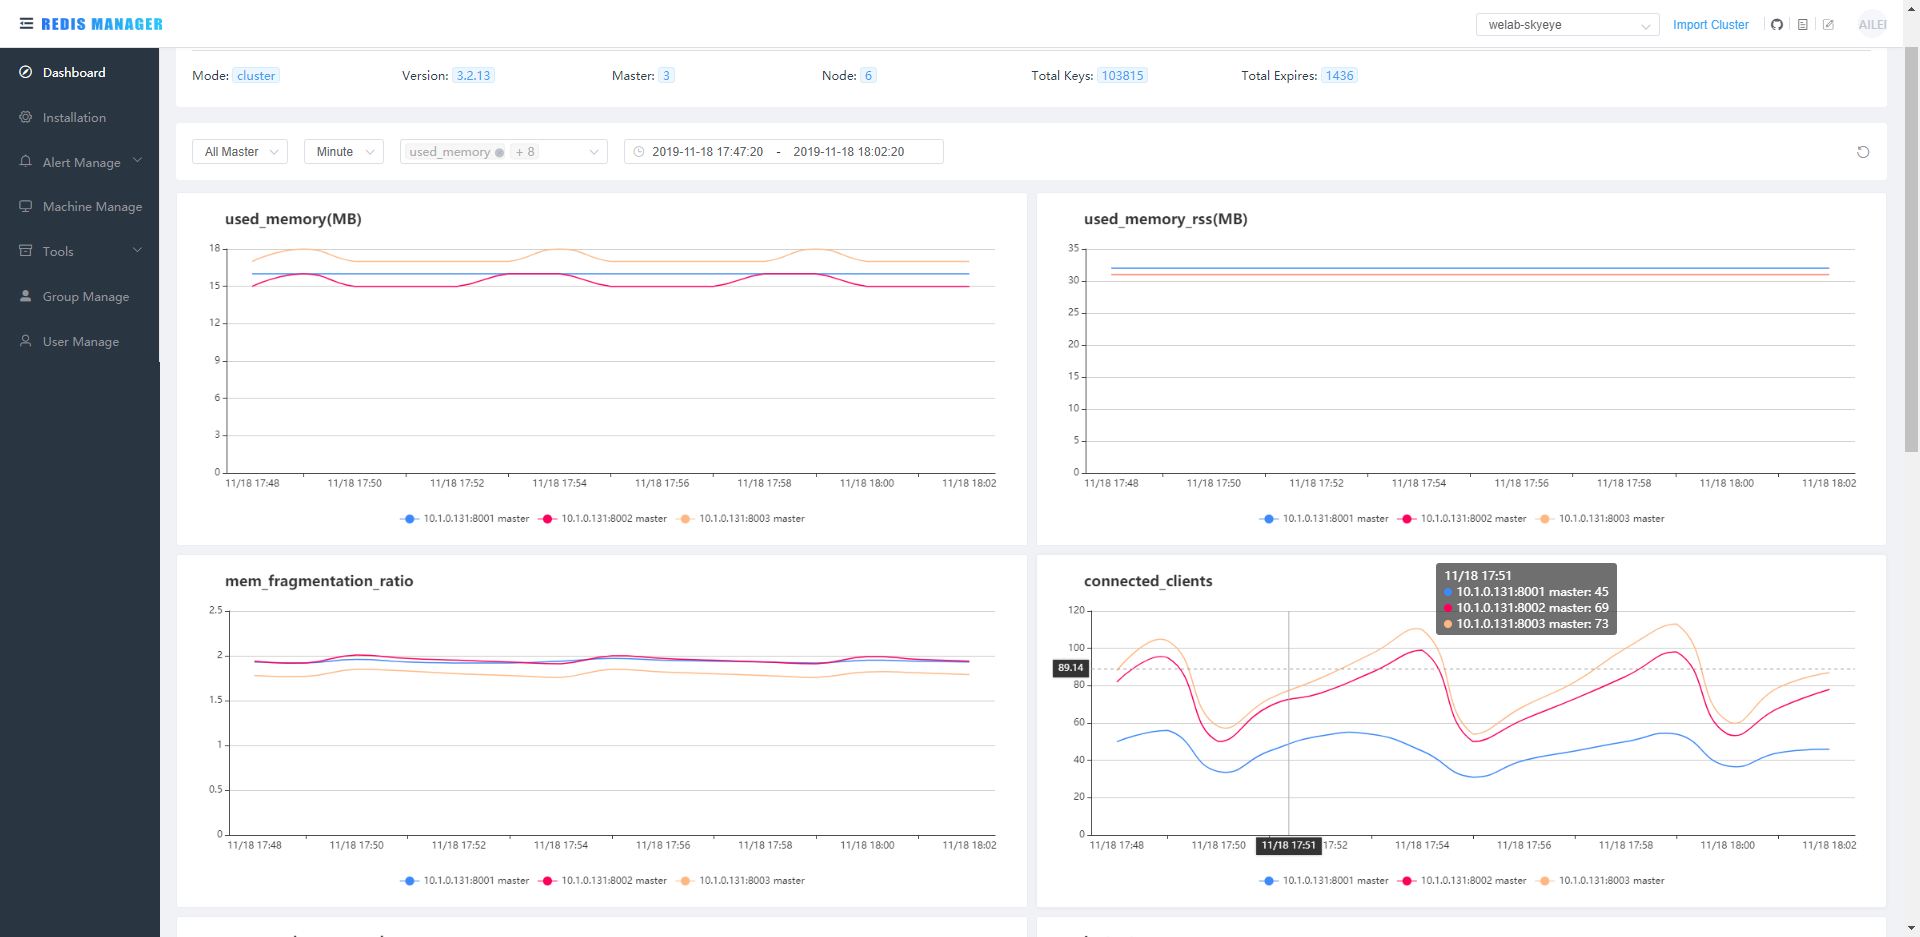 REDIS MANAGER
welab-skyeye
Import Cluster
AILEI
Dashboard
Installation
Alert Manage
Machine Manage
Tools
Group Manage
User Manage
Mode: cluster Version: 3.2.13 Master: 3 Node: 6 Total Keys: 103815 Total Expires: 1436
All Master Minute used_memory + 8 2019-11-18 17:47:20 - 2019-11-18 18:02:20
used_memory(MB)
18
15
12
9
6
3
0
11/18 17:48 11/18 17:50 11/18 17:52 11/18 17:54 11/18 17:56 11/18 17:58 11/18 18:00 11/18 18:02
10.1.0.131:8001 master 10.1.0.131:8002 master 10.1.0.131:8003 master
used_memory_rss(MB)
35
30
25
20
15
10
5
0
11/18 17:48 11/18 17:50 11/18 17:52 11/18 17:54 11/18 17:56 11/18 17:58 11/18 18:00 11/18 18:02
10.1.0.131:8001 master 10.1.0.131:8002 master 10.1.0.131:8003 master
mem_fragmentation_ratio
2.5
2
1.5
1
0.5
0
11/18 17:48 11/18 17:50 11/18 17:52 11/18 17:54 11/18 17:56 11/18 17:58 11/18 18:00 11/18 18:02
10.1.0.131:8001 master 10.1.0.131:8002 master 10.1.0.131:8003 master
connected_clients
11/18 17:51
10.1.0.131:8001 master: 45
10.1.0.131:8002 master: 69
10.1.0.131:8003 master: 73
120
100
89.14
80
60
40
20
0
11/18 17:48 11/18 17:50 11/18 17:51 17:52 11/18 17:54 11/18 17:56 11/18 17:58 11/18 18:00 11/18 18:02
10.1.0.131:8001 master 10.1.0.131:8002 master 10.1.0.131:8003 master